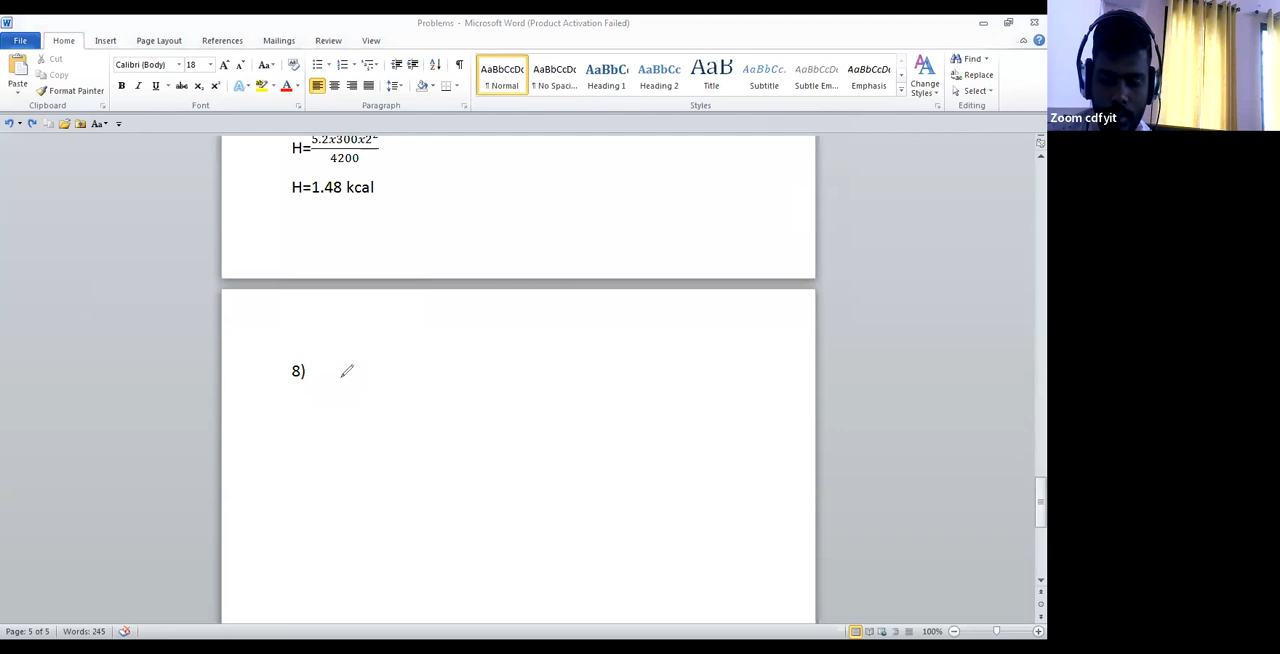 Problems - Microsoft Word (Product Activation Failed)
File Home Insert Page Layout References Mailings Review View
Paste
Cut
Copy
Format Painter
Clipboard
Calibri (Body) 18
Font
Paragraph
AaBbCcDc AaBbCcDc AaBbC AaBbCc AaB AaBbCc. AaBbCcDc AaBbCcDc
¶ Normal ¶ No Spaci... Heading 1 Heading 2 Title Subtitle Subtle Em... Emphasis
Styles
Change
Styles
Find
Replace
Select
Editing
Zoom cdfyit
H=5.2x300x2²/4200
H=1.48 kcal
8)
Page: 5 of 5 Words: 245 100%